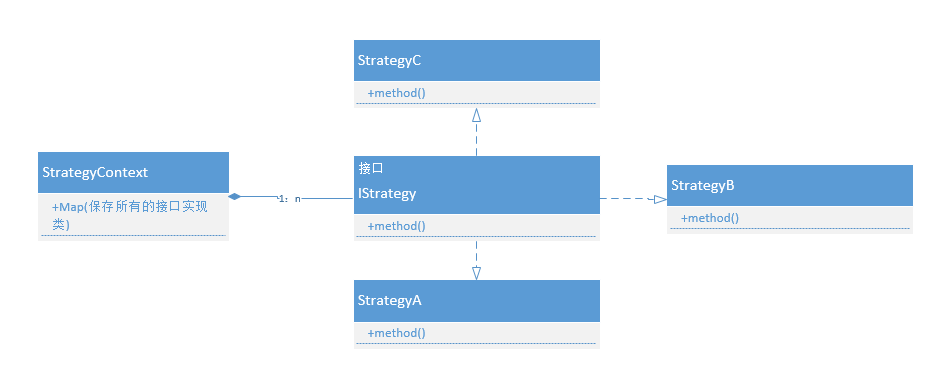 StrategyC
+method()
StrategyContext
+Map(保存所有的接口实现
类)
1：n
接口
IStrategy
+method()
StrategyB
+method()
StrategyA
+method()